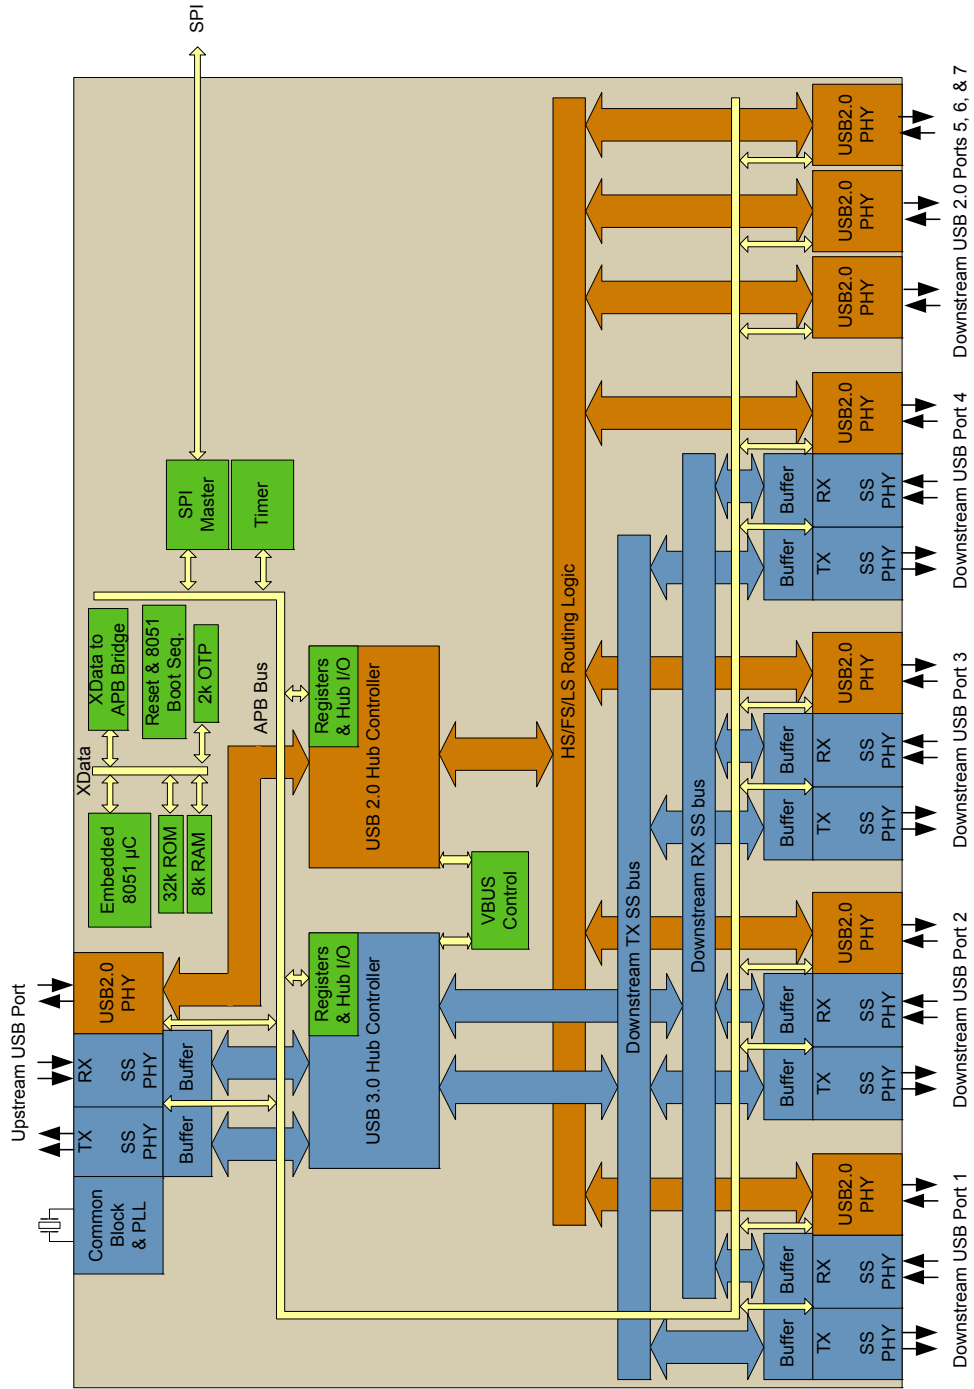 Upstream USB Port
SPI
Common
Block
& PLL
TX
SS
PHY
Buffer
RX
SS
PHY
Buffer
USB2.0
PHY
Embedded
8051 µC
32k ROM
8k RAM
XData
XData to
APB Bridge
Reset & 8051
Boot Seq.
2k OTP
SPI
Master
Timer
APB Bus
Registers
& Hub I/O
USB 3.0 Hub Controller
Registers
& Hub I/O
USB 2.0 Hub Controller
VBUS
Control
HS/FS/LS Routing Logic
Downstream TX SS bus
Downstream RX SS bus
Buffer
TX
SS
PHY
Buffer
RX
SS
PHY
USB2.0
PHY
Buffer
TX
SS
PHY
Buffer
RX
SS
PHY
USB2.0
PHY
Buffer
TX
SS
PHY
Buffer
RX
SS
PHY
USB2.0
PHY
Buffer
TX
SS
PHY
Buffer
RX
SS
PHY
USB2.0
PHY
USB2.0
PHY
USB2.0
PHY
USB2.0
PHY
Downstream USB Port 1
Downstream USB Port 2
Downstream USB Port 3
Downstream USB Port 4
Downstream USB 2.0 Ports 5, 6, & 7